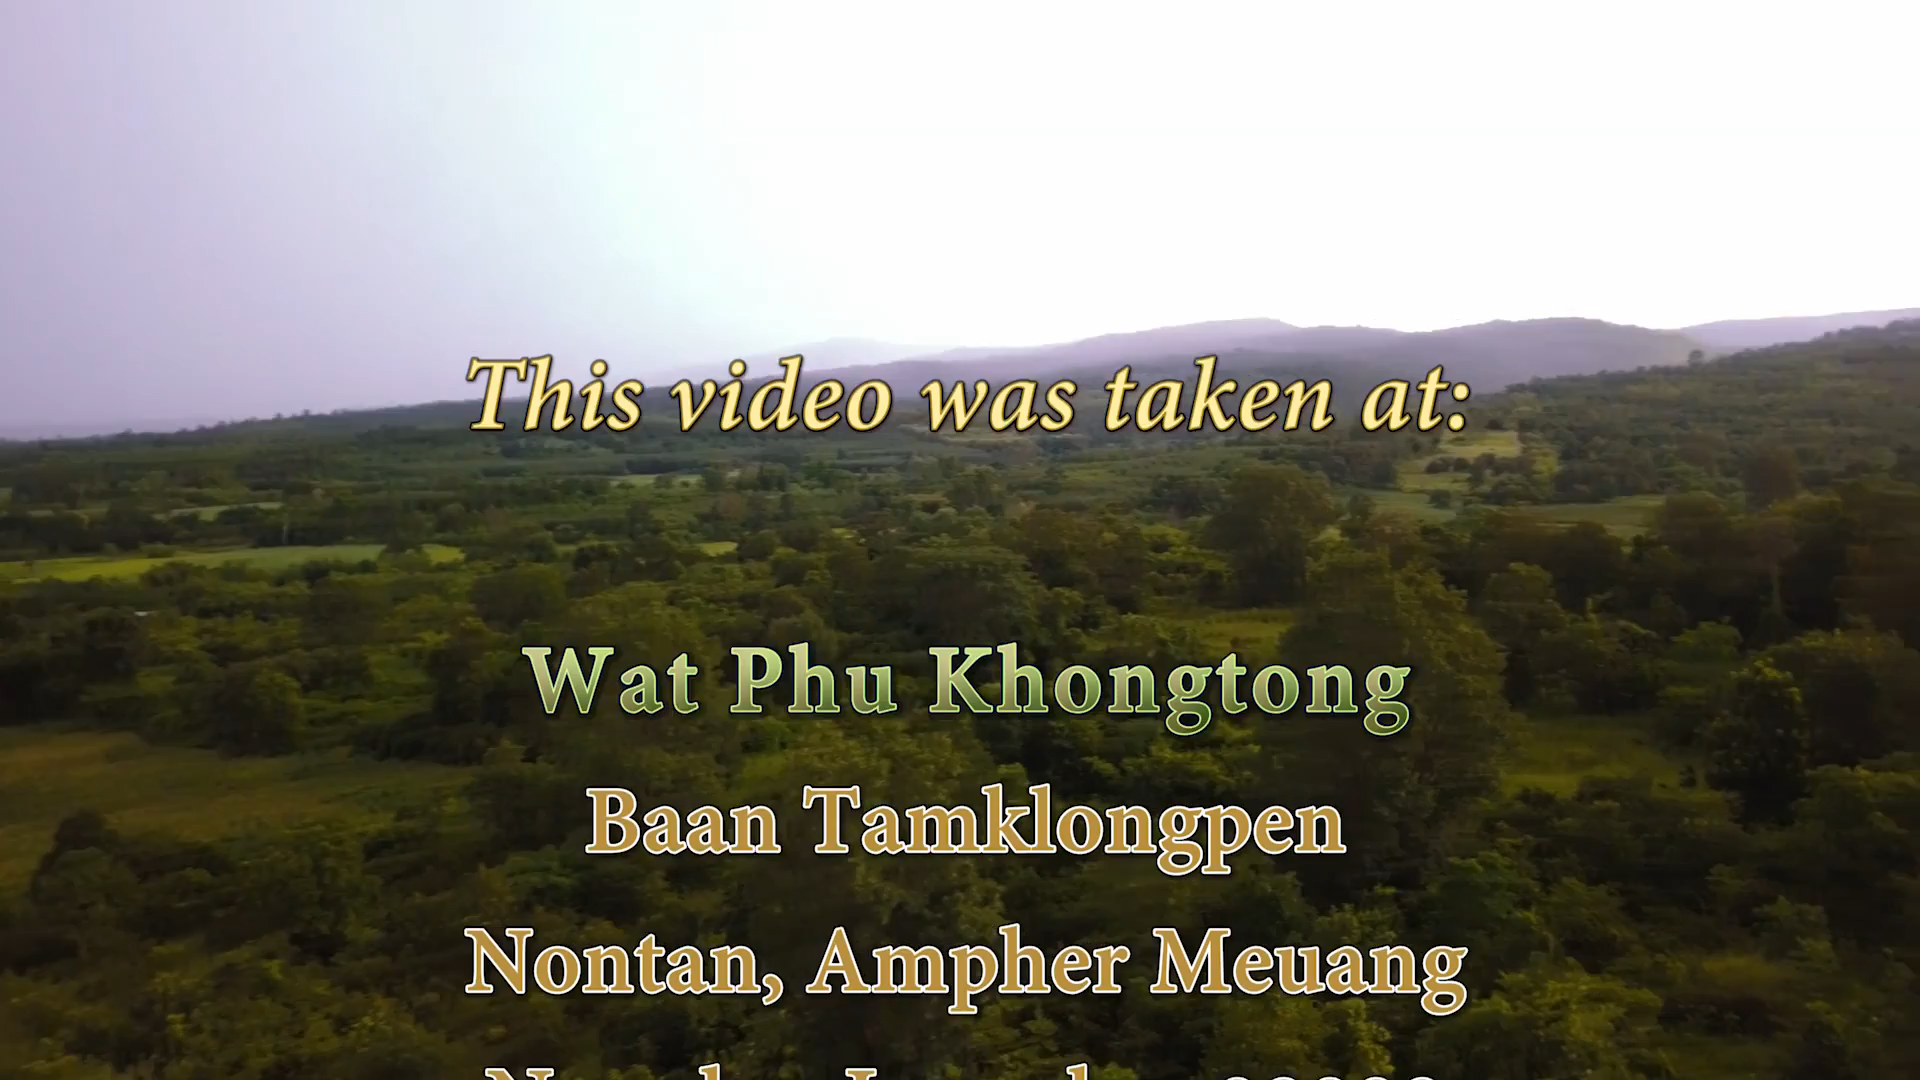 This video was taken at:
Wat Phu Khongtong
Baan Tamklongpen
Nontan, Ampher Meuang